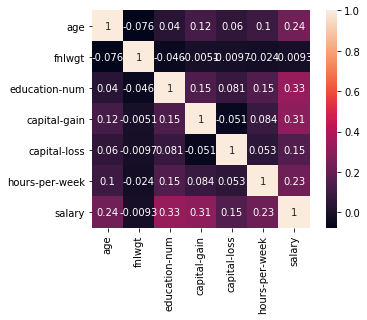 age 1 -0.076 0.04 0.12 0.06 0.1 0.24
fnlwgt -0.076 1 -0.046 -0.0051 -0.0097 -0.024 -0.0093
education-num 0.04 -0.046 1 0.15 0.081 0.15 0.33
capital-gain 0.12 -0.0051 0.15 1 -0.051 0.084 0.31
capital-loss 0.06 -0.0097 0.081 -0.051 1 0.053 0.15
hours-per-week 0.1 -0.024 0.15 0.084 0.053 1 0.23
salary 0.24 -0.0093 0.33 0.31 0.15 0.23 1
age
fnlwgt
education-num
capital-gain
capital-loss
hours-per-week
salary
1.0
0.8
0.6
0.4
0.2
0.0